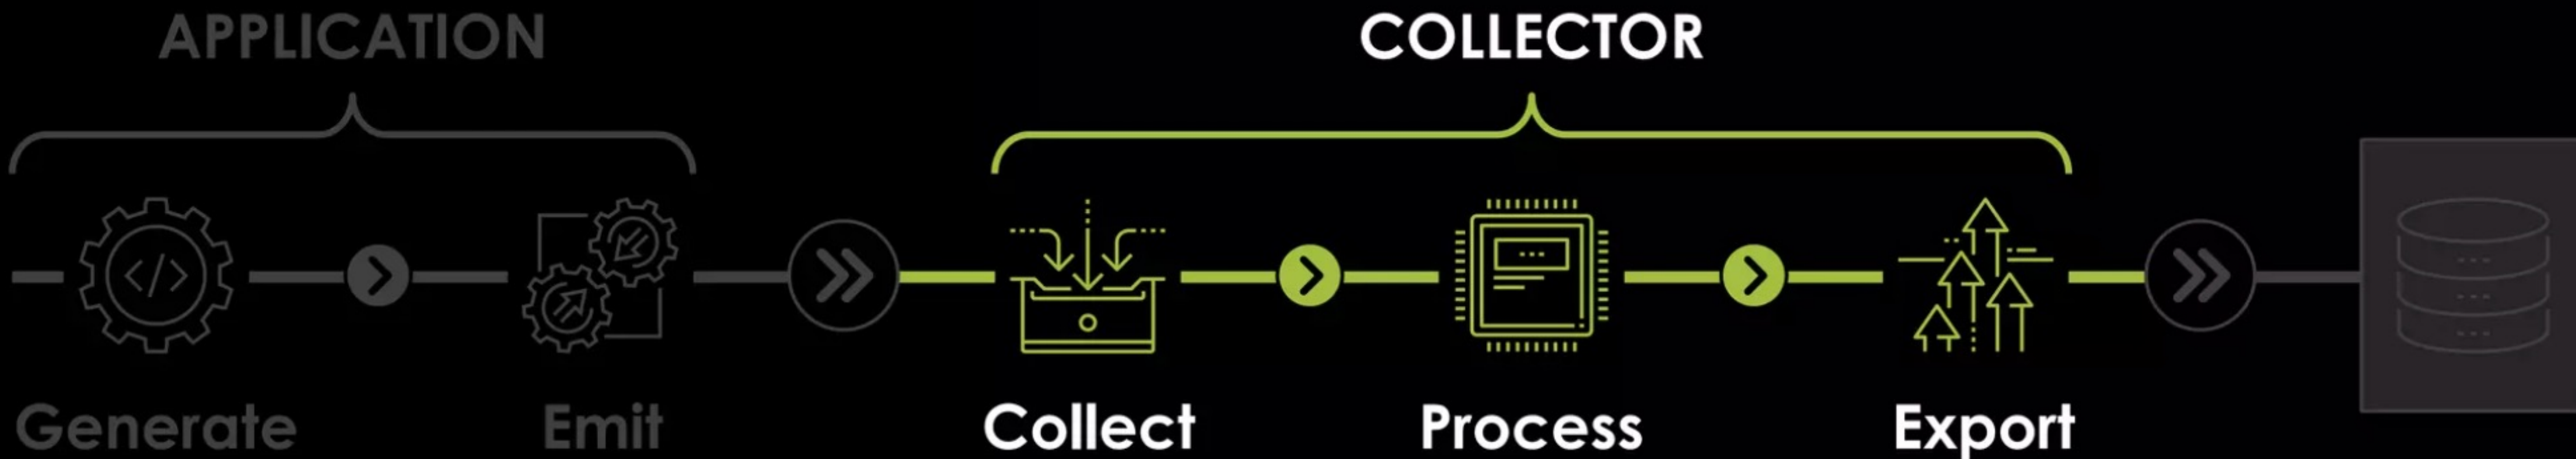 APPLICATION
COLLECTOR
Generate
Emit
Collect
Process
Export